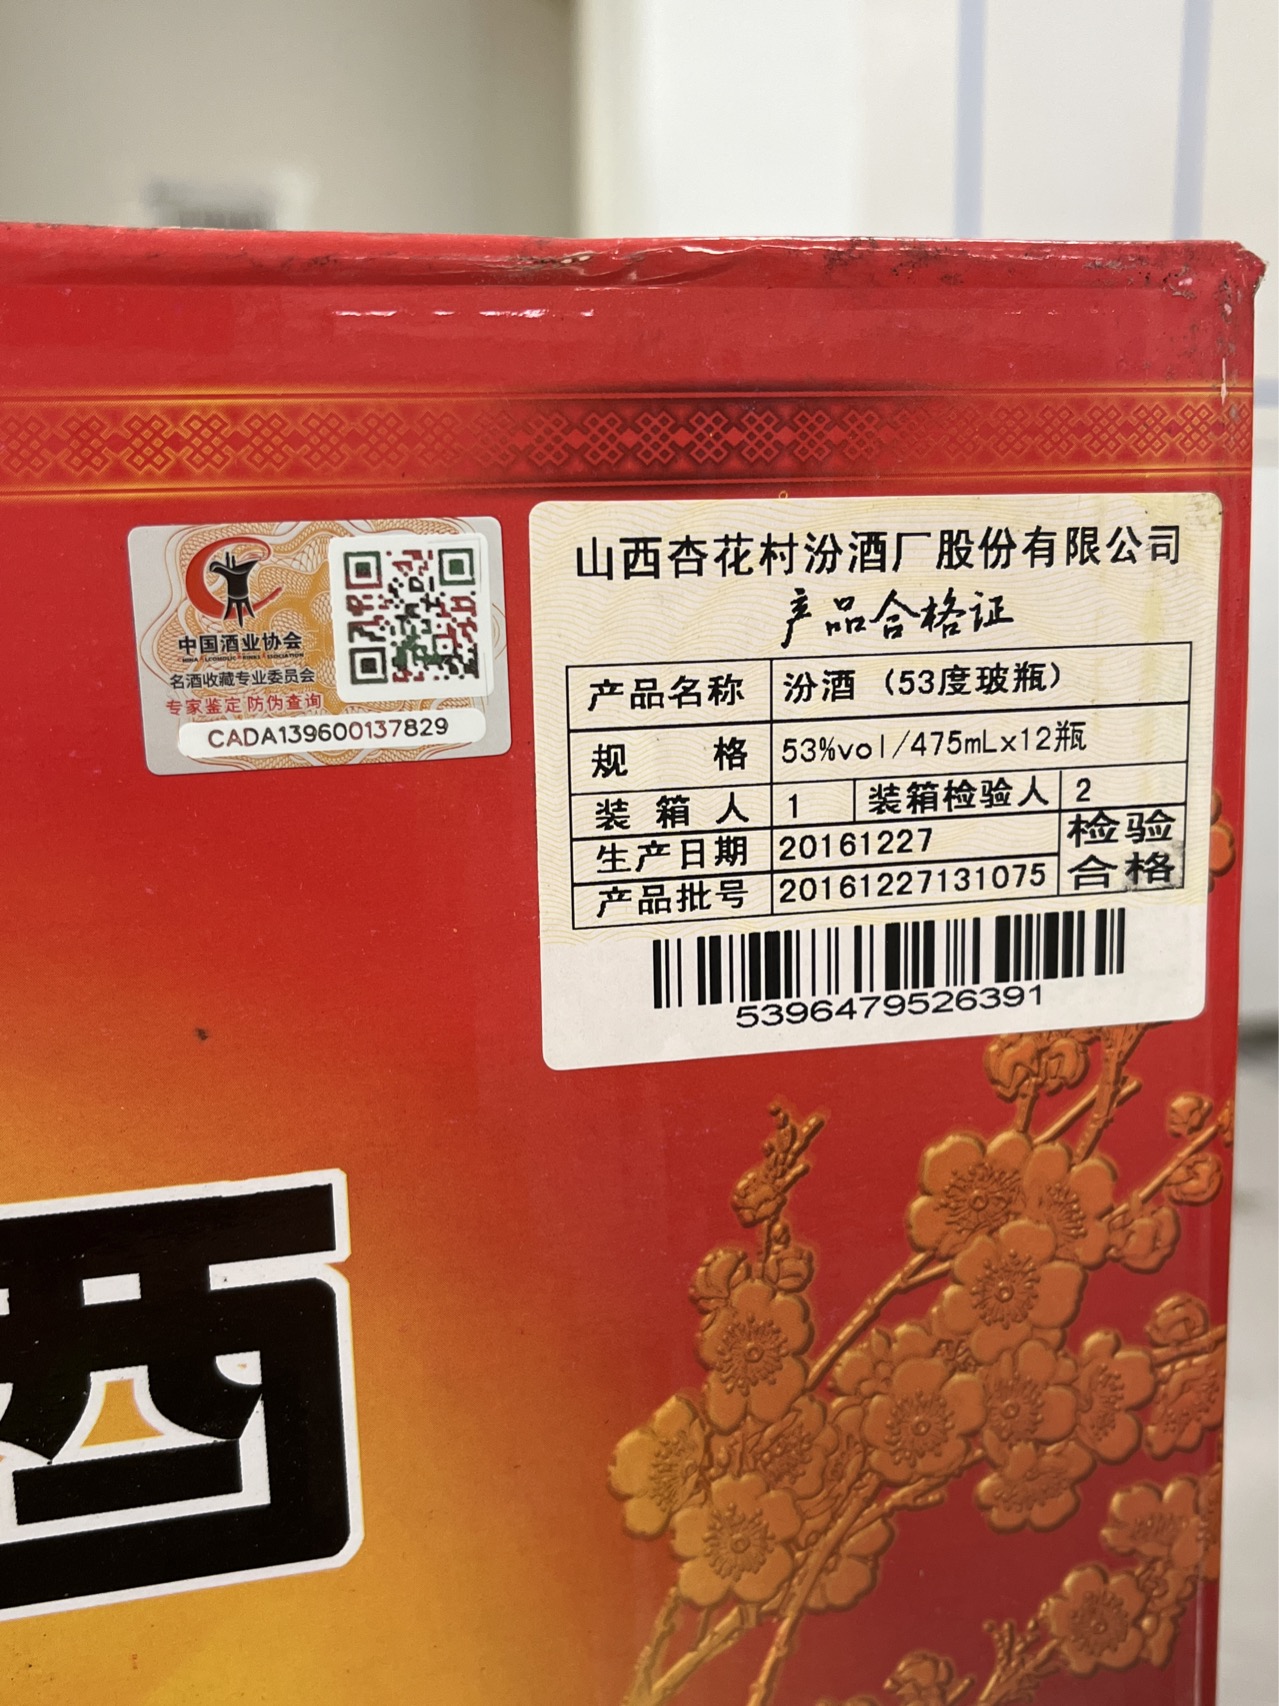 中国酒业协会
名酒收藏专业委员会
专家鉴定 防伪查询
CADA139600137829
山西杏花村汾酒厂股份有限公司
产品合格证
产品名称 汾酒（53度玻瓶）
规格 53%vol/475mLx12瓶
装箱人 1 装箱检验人 2
生产日期 20161227 检验
产品批号 20161227131075 合格
5396479526391
酒